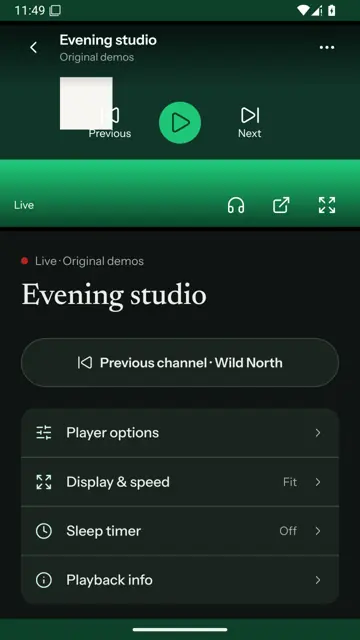 11:49
Evening studio
Original demos
Previous
Next
Live
Live · Original demos
Evening studio
Previous channel · Wild North
Player options
Display & speed Fit
Sleep timer Off
Playback info